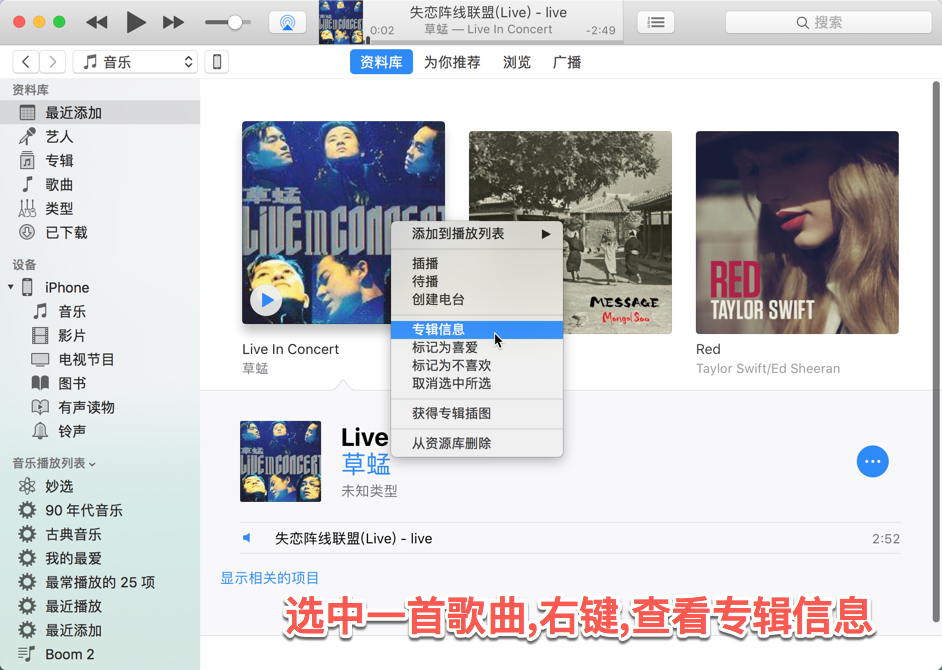 失恋阵线联盟(Live) - live
0:02
草蜢 — Live In Concert
-2:49
搜索
音乐
资料库
为你推荐
浏览
广播
资料库
最近添加
艺人
专辑
歌曲
类型
已下载
设备
iPhone
音乐
影片
电视节目
图书
有声读物
铃声
音乐播放列表
妙选
90 年代音乐
古典音乐
我的最爱
最常播放的 25 项
最近播放
最近添加
Boom 2
草蜢
LIVE IN CONCERT
Live In Concert
草蜢
MESSAGE
Mongol San
RED
TAYLOR SWIFT
Red
Taylor Swift/Ed Sheeran
添加到播放列表
插播
待播
创建电台
专辑信息
标记为喜爱
标记为不喜欢
取消选中所选
获得专辑插图
从资源库删除
草蜢
LIVE IN CONCERT
Live
草蜢
未知类型
失恋阵线联盟(Live) - live
2:52
显示相关的项目
选中一首歌曲,右键,查看专辑信息